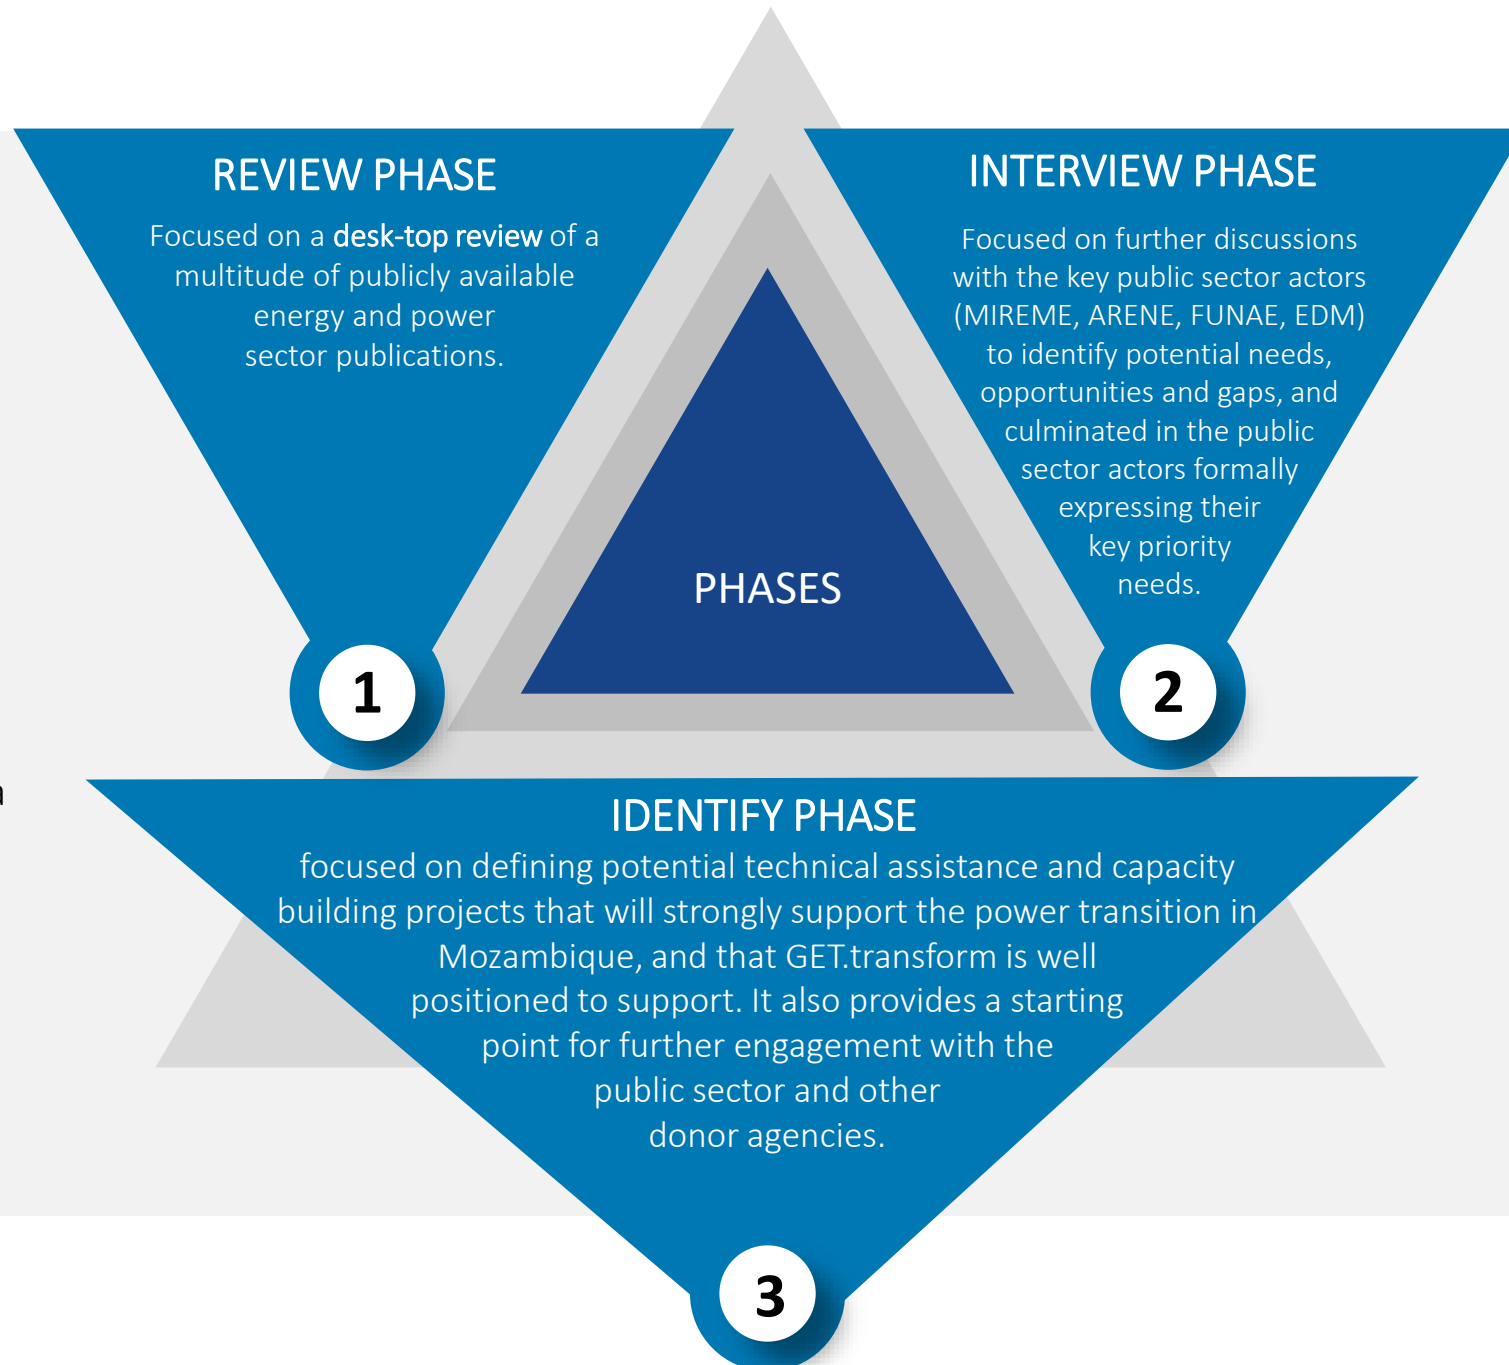 REVIEW PHASE
Focused on a desk-top review of a
multitude of publicly available
energy and power
sector publications.
1
INTERVIEW PHASE
Focused on further discussions
with the key public sector actors
(MIREME, ARENE, FUNAE, EDM)
to identify potential needs,
opportunities and gaps, and
culminated in the public
sector actors formally
expressing their
key priority
needs.
2
PHASES
a
IDENTIFY PHASE
focused on defining potential technical assistance and capacity
building projects that will strongly support the power transition in
Mozambique, and that GET.transform is well
positioned to support. It also provides a starting
point for further engagement with the
public sector and other
donor agencies.
3